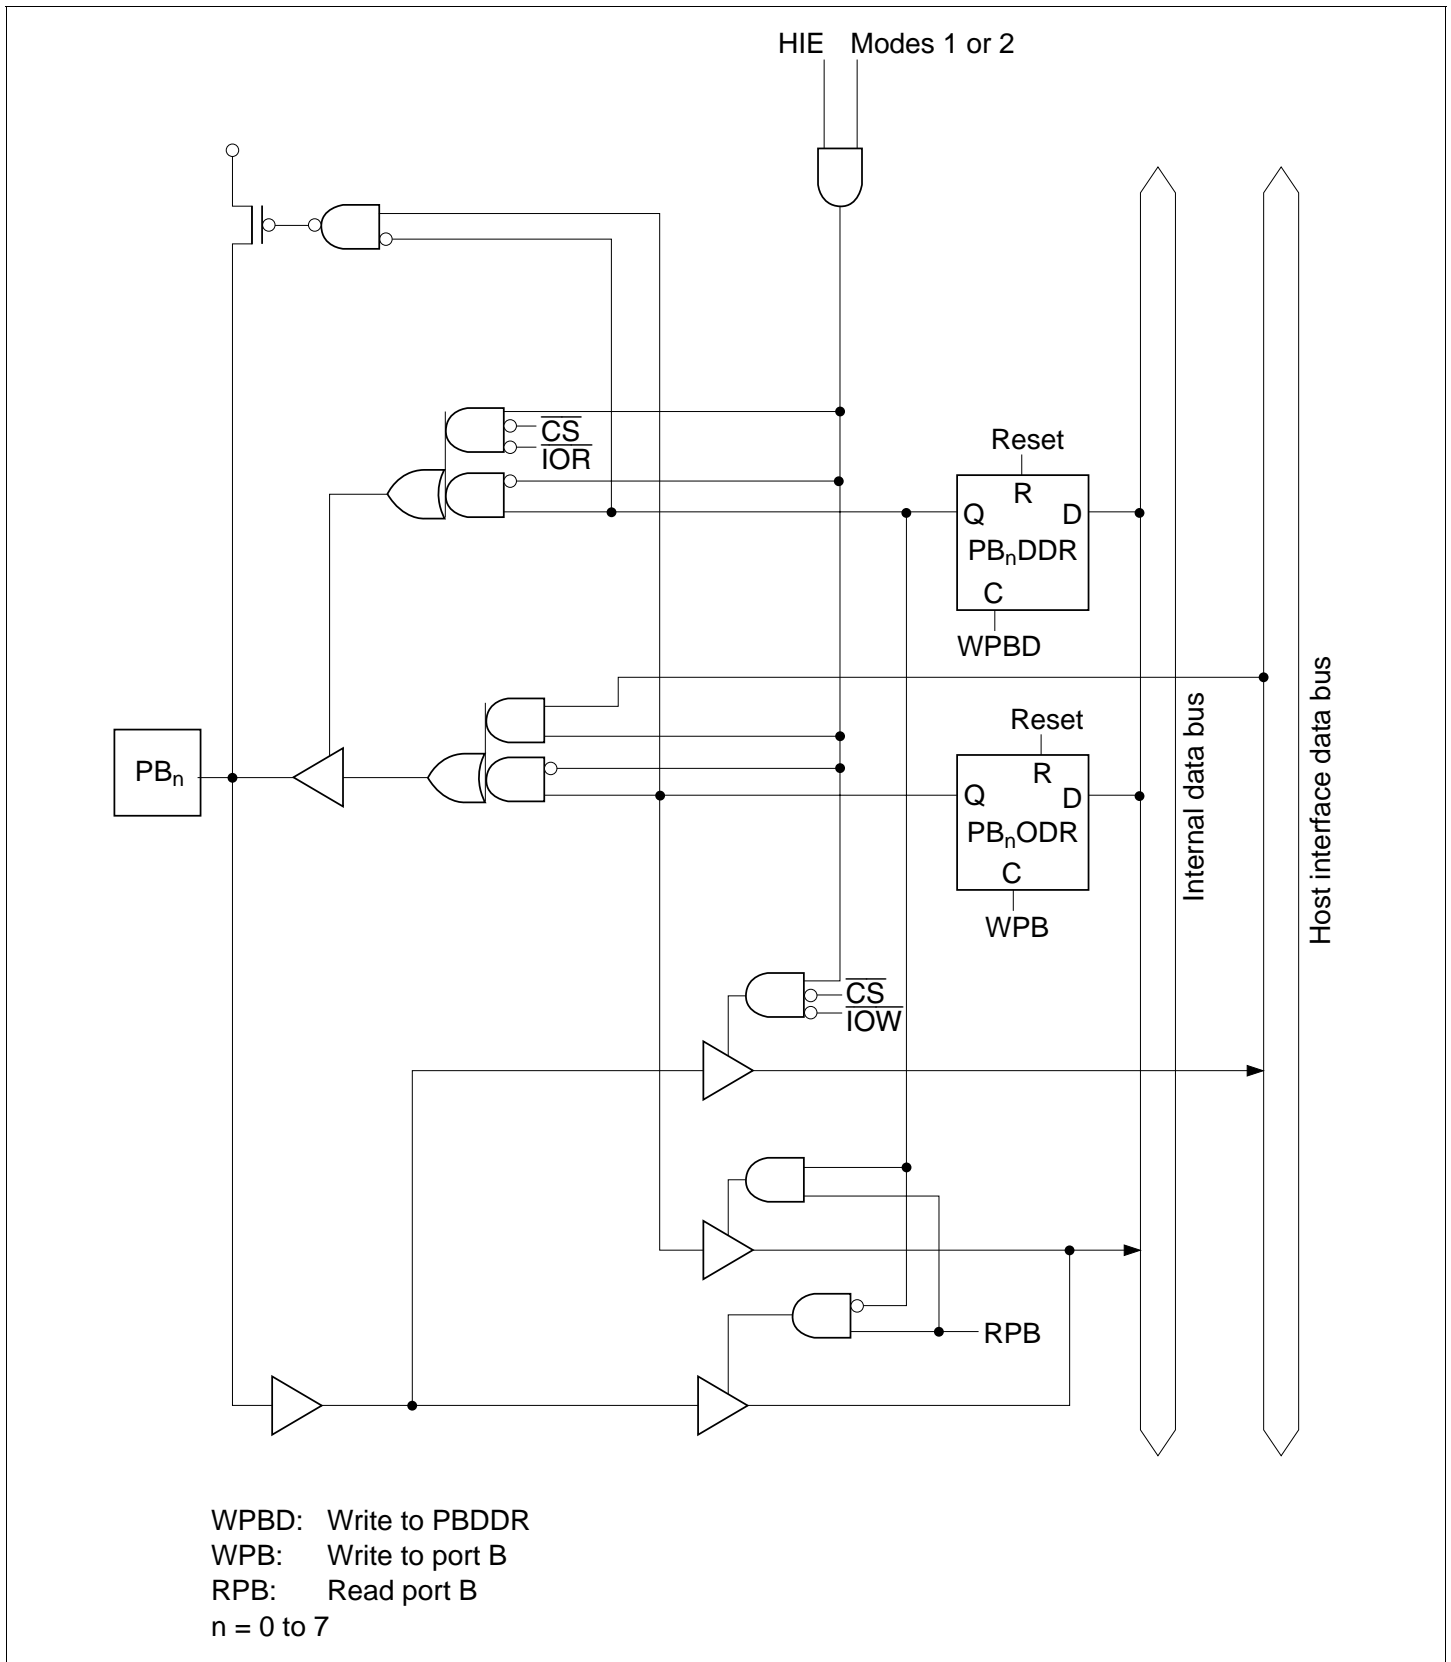 HIE Modes 1 or 2
CS
IOR
Reset
R
Q D
PBnDDR
C
WPBD
Reset
R
Q D
PBnODR
C
WPB
PBn
Internal data bus
Host interface data bus
CS
IOW
RPB
WPBD: Write to PBDDR
WPB: Write to port B
RPB: Read port B
n = 0 to 7